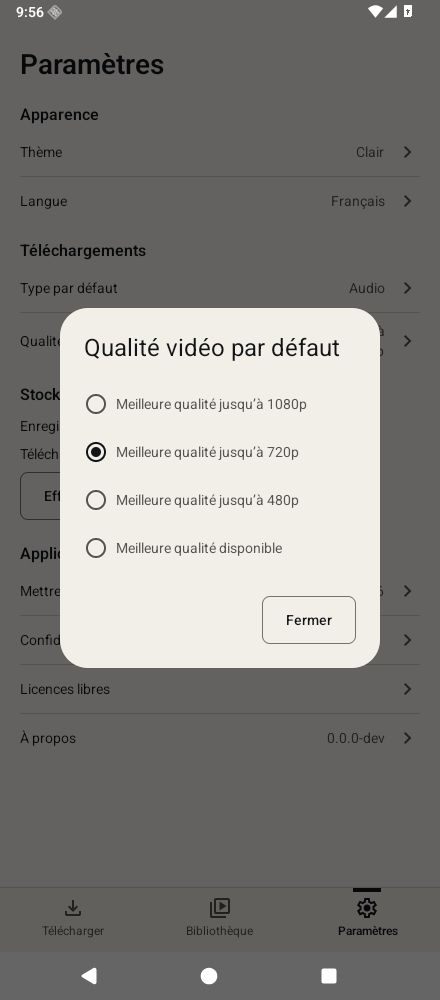 9:56
Paramètres
Apparence
Thème Clair
Langue Français
Téléchargements
Type par défaut Audio
Qualité vidéo par défaut
Meilleure qualité jusqu'à 1080p
Meilleure qualité jusqu'à 720p
Meilleure qualité jusqu'à 480p
Meilleure qualité disponible
Fermer
Licences libres
À propos 0.0.0-dev
Télécharger Bibliothèque Paramètres